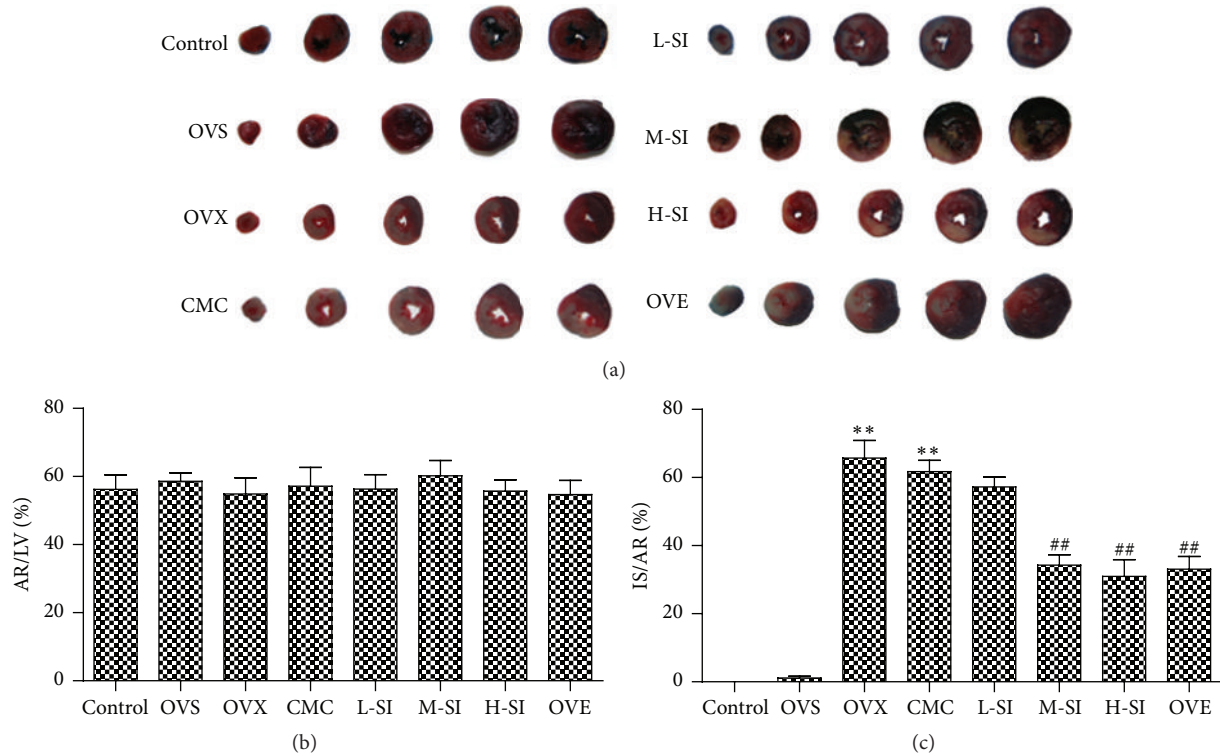 Control
OVS
OVX
CMC
L-SI
M-SI
H-SI
OVE
(a)
AR/LV (%)
80
60
40
20
0
Control OVS OVX CMC L-SI M-SI H-SI OVE
(b)
IS/AR (%)
80
60
40
20
0
** ** ## ## ##
Control OVS OVX CMC L-SI M-SI H-SI OVE
(c)